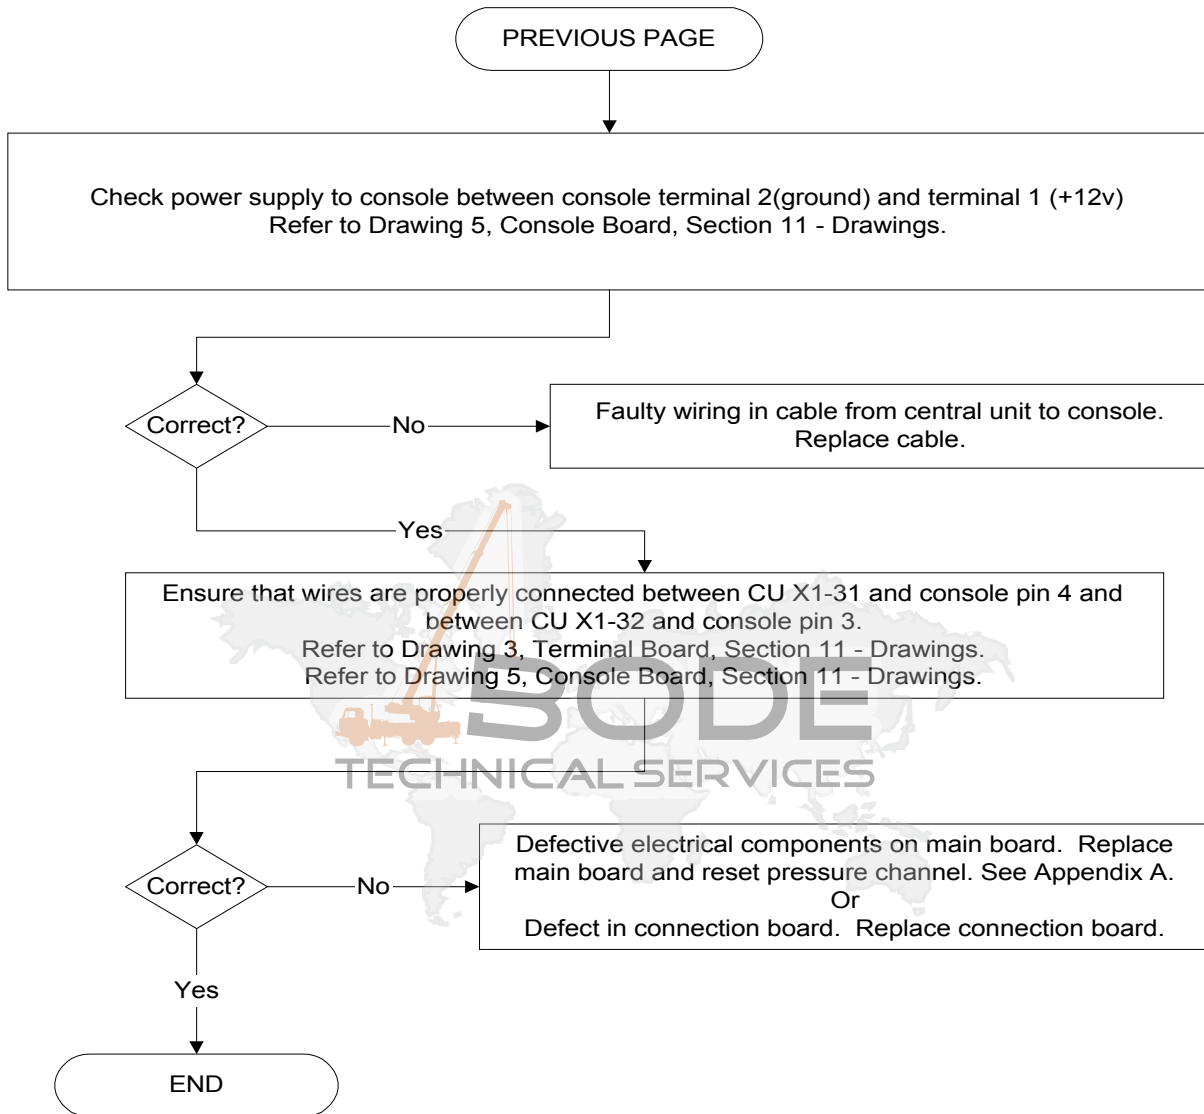 PREVIOUS PAGE
Check power supply to console between console terminal 2(ground) and terminal 1 (+12v)
Refer to Drawing 5, Console Board, Section 11 - Drawings.
Correct?
No
Faulty wiring in cable from central unit to console.
Replace cable.
Yes
Ensure that wires are properly connected between CU X1-31 and console pin 4 and
between CU X1-32 and console pin 3.
Refer to Drawing 3, Terminal Board, Section 11 - Drawings.
Refer to Drawing 5, Console Board, Section 11 - Drawings.
BODE
TECHNICAL SERVICES
Correct?
No
Defective electrical components on main board.  Replace
main board and reset pressure channel. See Appendix A.
Or
Defect in connection board.  Replace connection board.
Yes
END